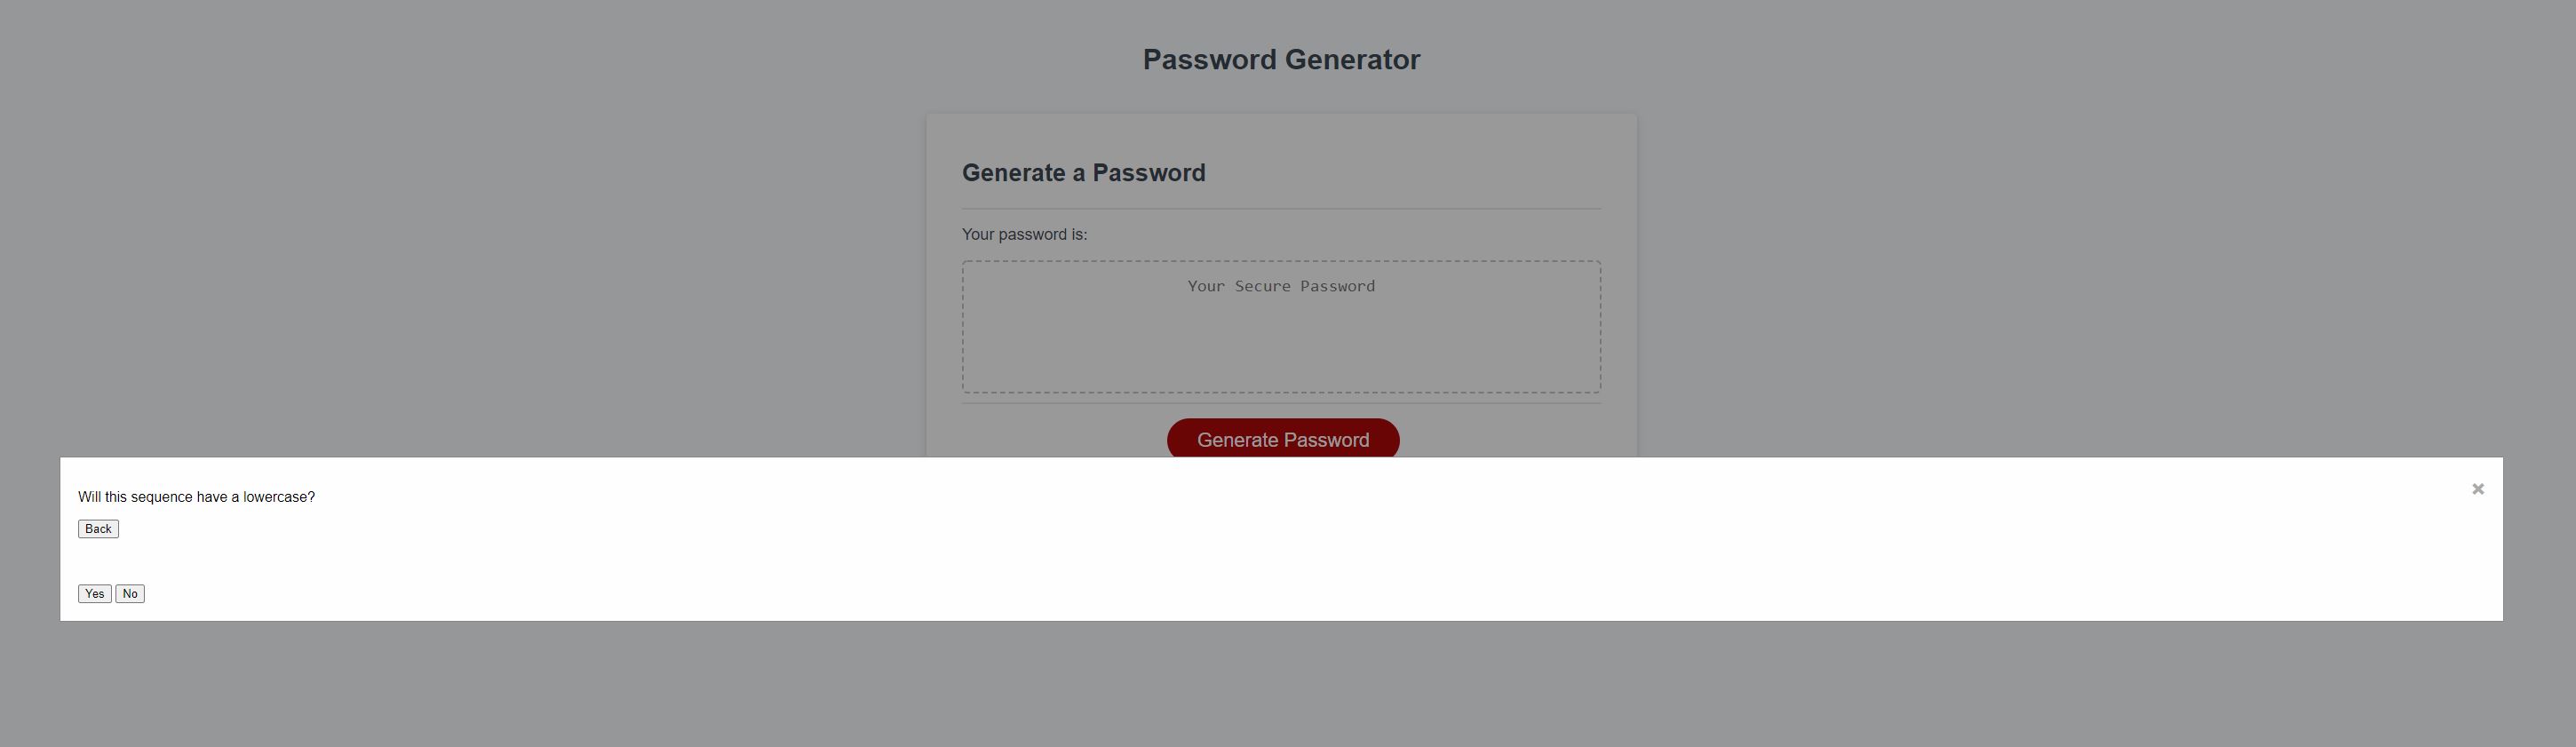 Password Generator
Generate a Password
Your password is:
Your Secure Password
Generate Password
Will this sequence have a lowercase?
×
Back
Yes No